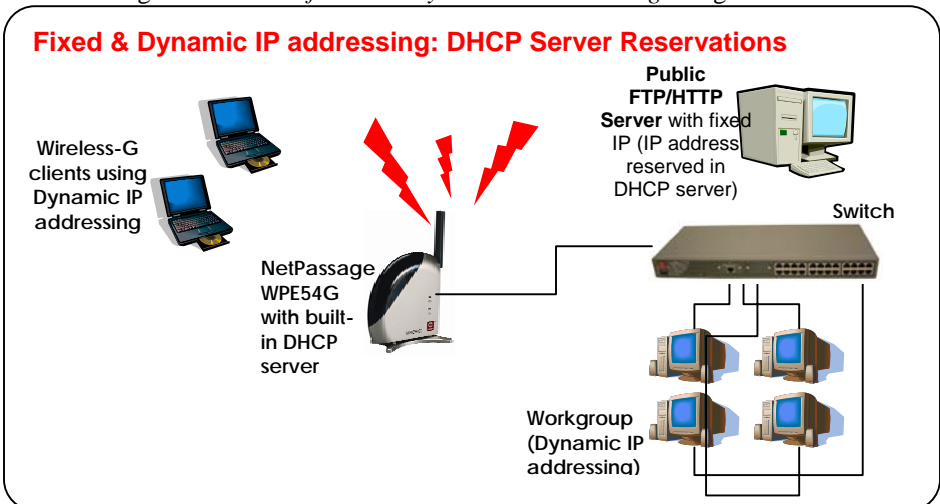 Fixed & Dynamic IP addressing: DHCP Server Reservations
Public
FTP/HTTP
Server with fixed
IP (IP address
reserved in
DHCP server)
Wireless-G
clients using
Dynamic IP
addressing
Switch
NetPassage
WPE54G
with built-
in DHCP
server
Workgroup
(Dynamic IP
addressing)